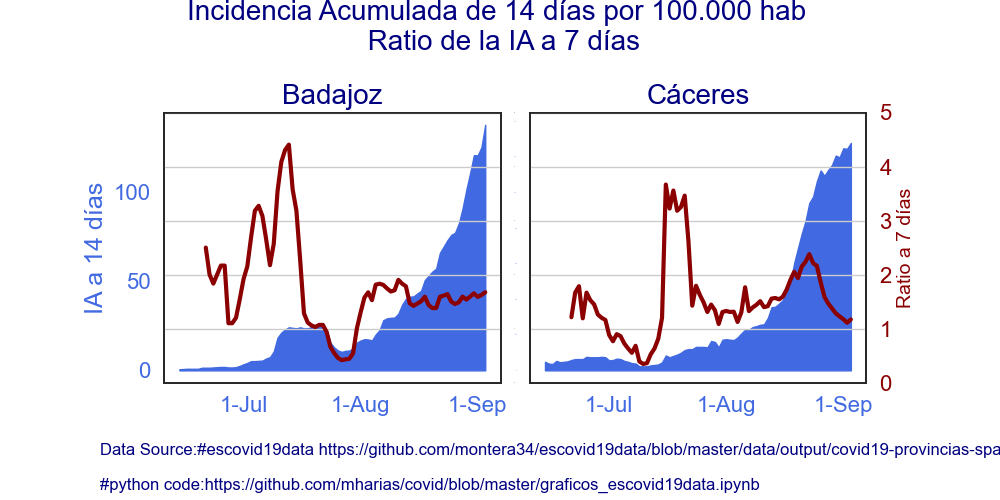 Incidencia Acumulada de 14 días por 100.000 hab
Ratio de la IA a 7 días
Badajoz
Cáceres
IA a 14 días
100
50
0
5
4
3
2
1
0
Ratio a 7 días
1-Jul
1-Aug
1-Sep
1-Jul
1-Aug
1-Sep
Data Source:#escovid19data https://github.com/montera34/escovid19data/blob/master/data/output/covid19-provincias-spa
#python code:https://github.com/mharias/covid/blob/master/graficos_escovid19data.ipynb